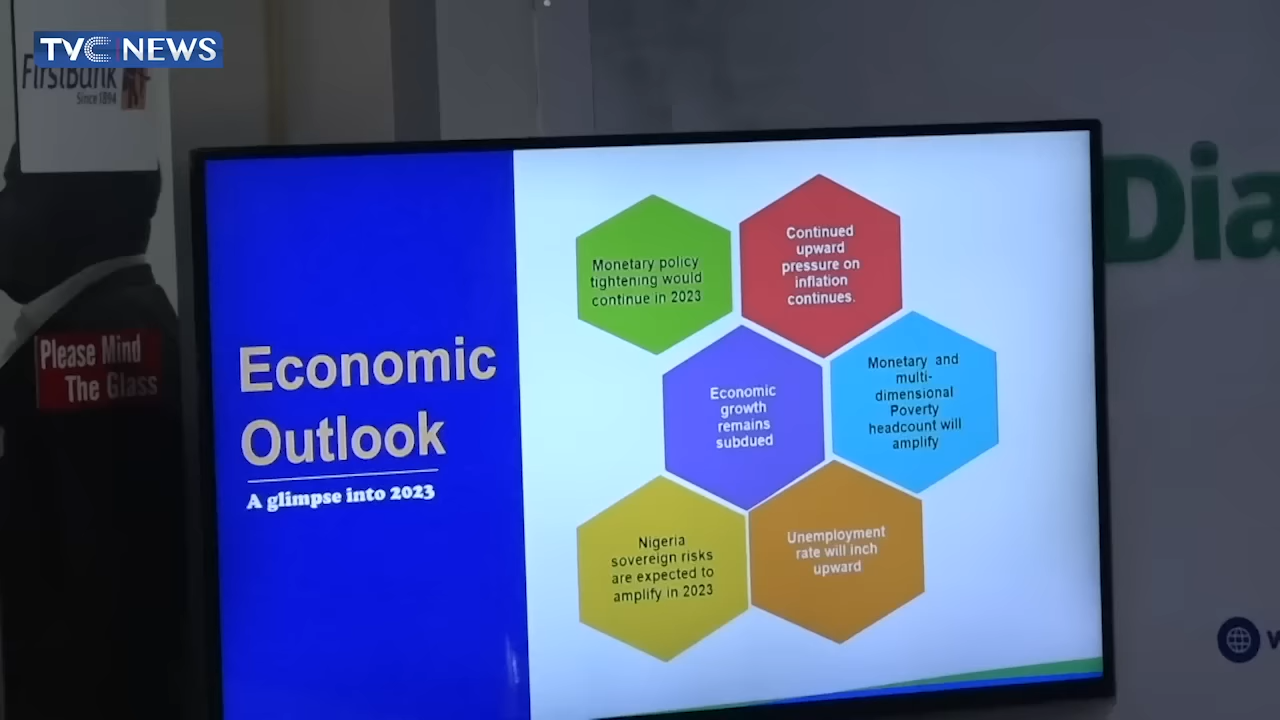 TVC NEWS
FirstBank
Since 1894
Please Mind
The Glass
Economic
Outlook
A glimpse into 2023
Monetary policy
tightening would
continue in 2023
Continued
upward
pressure on
inflation
continues.
Economic
growth
remains
subdued
Monetary and
multi-
dimensional
Poverty
headcount will
amplify
Nigeria
sovereign risks
are expected to
amplify in 2023
Unemployment
rate will inch
upward
Dia